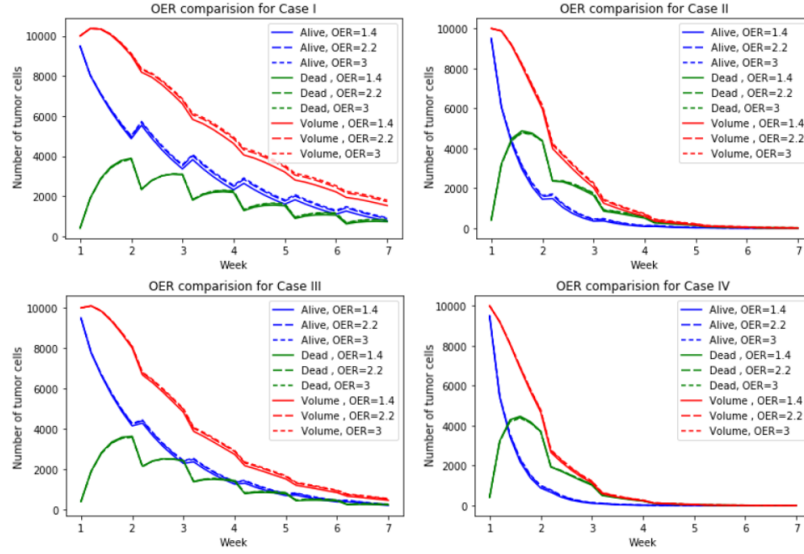 OER comparision for Case I
Number of tumor cells
10000
8000
6000
4000
2000
0
Alive, OER=1.4
Alive, OER=2.2
Alive, OER=3
Dead , OER=1.4
Dead , OER=2.2
Dead, OER=3
Volume , OER=1.4
Volume , OER=2.2
Volume, OER=3
1 2 3 4 5 6 7
Week
OER comparision for Case II
Number of tumor cells
10000
8000
6000
4000
2000
0
Alive, OER=1.4
Alive, OER=2.2
Alive, OER=3
Dead , OER=1.4
Dead , OER=2.2
Dead, OER=3
Volume , OER=1.4
Volume , OER=2.2
Volume, OER=3
1 2 3 4 5 6 7
Week
OER comparision for Case III
Number of tumor cells
10000
8000
6000
4000
2000
0
Alive, OER=1.4
Alive, OER=2.2
Alive, OER=3
Dead , OER=1.4
Dead , OER=2.2
Dead, OER=3
Volume , OER=1.4
Volume , OER=2.2
Volume, OER=3
1 2 3 4 5 6 7
Week
OER comparision for Case IV
Number of tumor cells
10000
8000
6000
4000
2000
0
Alive, OER=1.4
Alive, OER=2.2
Alive, OER=3
Dead , OER=1.4
Dead , OER=2.2
Dead, OER=3
Volume , OER=1.4
Volume , OER=2.2
Volume, OER=3
1 2 3 4 5 6 7
Week